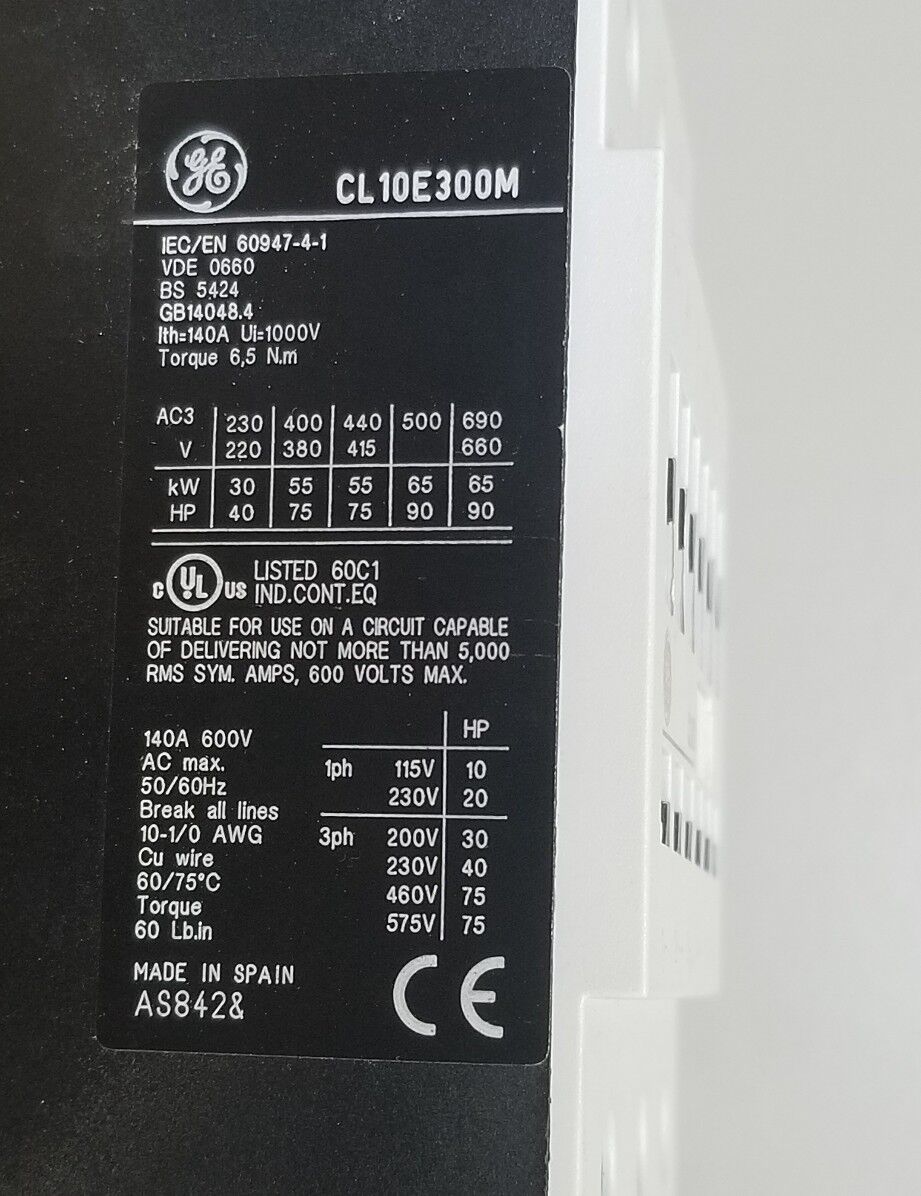 GE
CL10E300M
IEC/EN 60947-4-1
VDE 0660
BS 5424
GB14048.4
Ith=140A Ui=1000V
Torque 6,5 N.m
AC3 230 400 440 500 690
V 220 380 415 660
kW 30 55 55 65 65
HP 40 75 75 90 90
C UL US LISTED 60C1
IND.CONT.EQ
SUITABLE FOR USE ON A CIRCUIT CAPABLE
OF DELIVERING NOT MORE THAN 5,000
RMS SYM. AMPS, 600 VOLTS MAX.
140A 600V
AC max.
50/60Hz
Break all lines
10-1/0 AWG
Cu wire
60/75°C
Torque
60 Lb.in
HP
1ph 115V 10
230V 20
3ph 200V 30
230V 40
460V 75
575V 75
MADE IN SPAIN
AS842&
CE